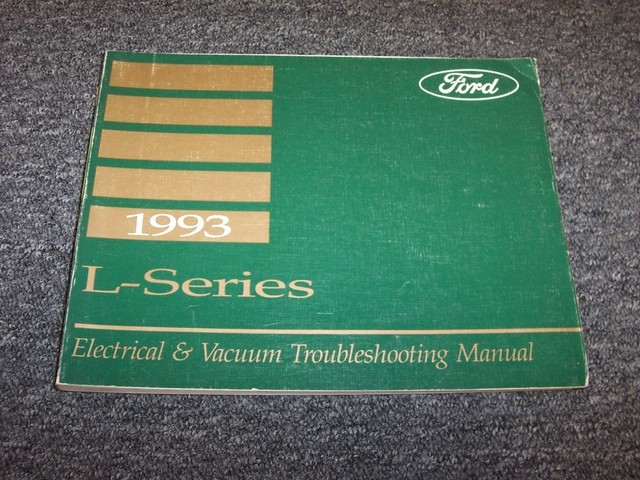 Ford
1993
L-Series
Electrical & Vacuum Troubleshooting Manual